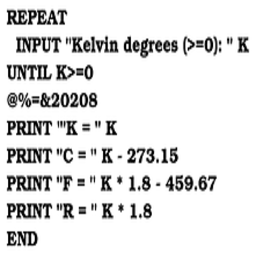 REPEAT
INPUT "Kelvin degrees (>=0): " K
UNTIL K>=0
@%=&20208
PRINT '"K = " K
PRINT "C = " K - 273.15
PRINT "F = " K * 1.8 - 459.67
PRINT "R = " K * 1.8
END